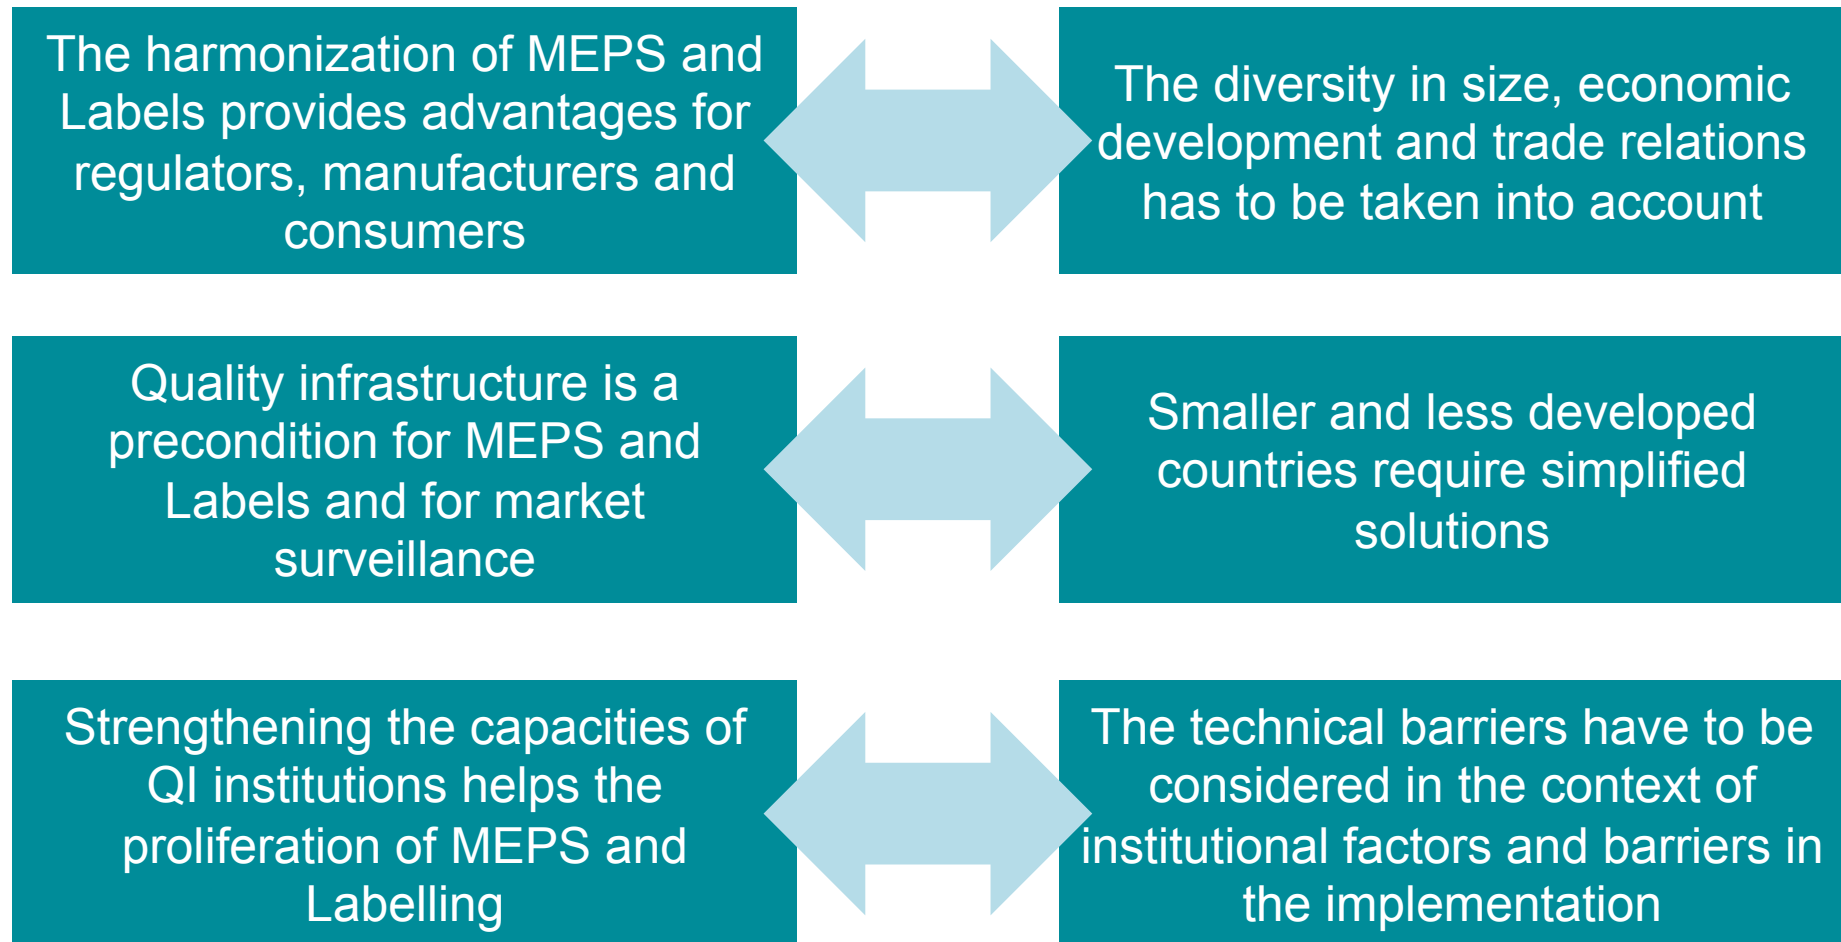 The harmonization of MEPS and
Labels provides advantages for
regulators, manufacturers and
consumers
The diversity in size, economic
development and trade relations
has to be taken into account
Quality infrastructure is a
precondition for MEPS and
Labels and for market
surveillance
Smaller and less developed
countries require simplified
solutions
Strengthening the capacities of
QI institutions helps the
proliferation of MEPS and
Labelling
The technical barriers have to be
considered in the context of
institutional factors and barriers in
the implementation